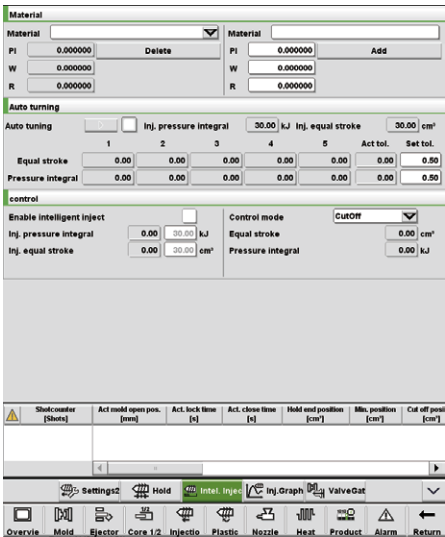 Material
Material Material
PI 0.000000 Delete PI 0.000000 Add
W 0.000000 W 0.000000
R 0.000000 R 0.000000
Auto turning
Auto tuning Inj. pressure integral 30.00 kJ Inj. equal stroke 30.00 cm³
1 2 3 4 5 Act tol. Set tol.
Equal stroke 0.00 0.00 0.00 0.00 0.00 0.00 0.50
Pressure integral 0.00 0.00 0.00 0.00 0.00 0.00 0.50
control
Enable intelligent inject Control mode CutOff
Inj. pressure integral 0.00 30.00 kJ Equal stroke 0.00 cm³
Inj. equal stroke 0.00 30.00 cm³ Pressure integral 0.00 kJ
Shotcounter Act mold open pos. Act. lock time Act. close time Hold end position Min. position Cut off posi
[Shots] [mm] [s] [s] [cm³] [cm³] [cm³]
Settings2 Hold Intel. Injec Inj.Graph ValveGat
Overvie Mold Ejector Core 1/2 Injectio Plastic Nozzle Heat Product Alarm Return